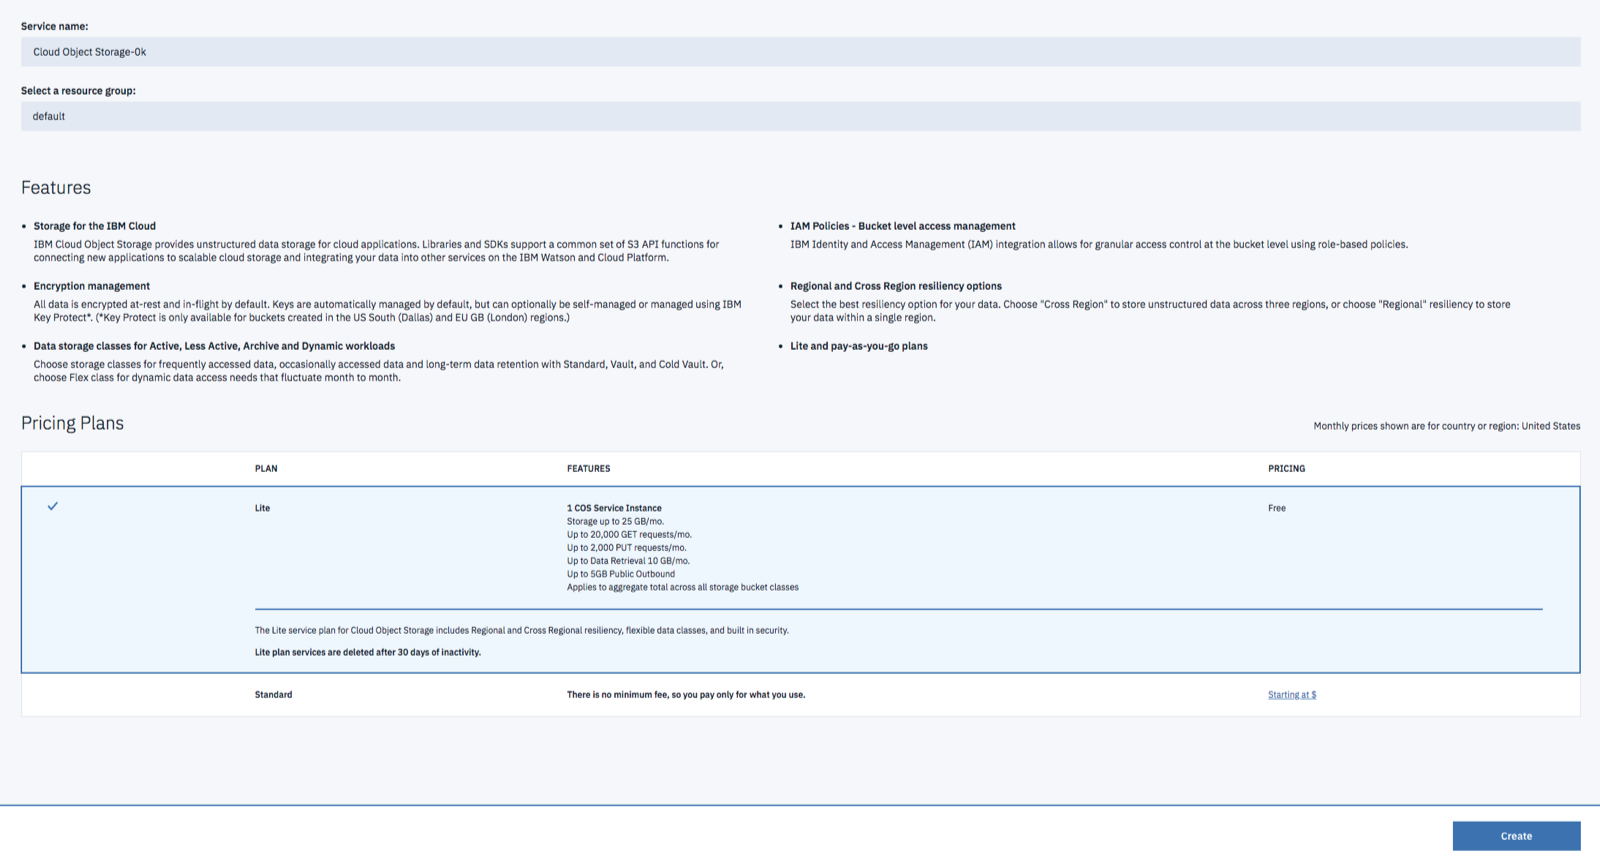 Service name:
Cloud Object Storage-0k
Select a resource group:
default
Features
• Storage for the IBM Cloud
IBM Cloud Object Storage provides unstructured data storage for cloud applications. Libraries and SDKs support a common set of S3 API functions for
connecting new applications to scalable cloud storage and integrating your data into other services on the IBM Watson and Cloud Platform.
• Encryption management
All data is encrypted at-rest and in-flight by default. Keys are automatically managed by default, but can optionally be self-managed or managed using IBM
Key Protect*. (*Key Protect is only available for buckets created in the US South (Dallas) and EU GB (London) regions.)
• Data storage classes for Active, Less Active, Archive and Dynamic workloads
Choose storage classes for frequently accessed data, occasionally accessed data and long-term data retention with Standard, Vault, and Cold Vault. Or,
choose Flex class for dynamic data access needs that fluctuate month to month.
• IAM Policies - Bucket level access management
IBM Identity and Access Management (IAM) integration allows for granular access control at the bucket level using role-based policies.
• Regional and Cross Region resiliency options
Select the best resiliency option for your data. Choose "Cross Region" to store unstructured data across three regions, or choose "Regional" resiliency to store
your data within a single region.
• Lite and pay-as-you-go plans
Pricing Plans
Monthly prices shown are for country or region: United States
PLAN FEATURES PRICING
Lite 1 COS Service Instance Free
Storage up to 25 GB/mo.
Up to 20,000 GET requests/mo.
Up to 2,000 PUT requests/mo.
Up to Data Retrieval 10 GB/mo.
Up to 5GB Public Outbound
Applies to aggregate total across all storage bucket classes
The Lite service plan for Cloud Object Storage includes Regional and Cross Regional resiliency, flexible data classes, and built in security.
Lite plan services are deleted after 30 days of inactivity.
Standard There is no minimum fee, so you pay only for what you use. Starting at $
Create